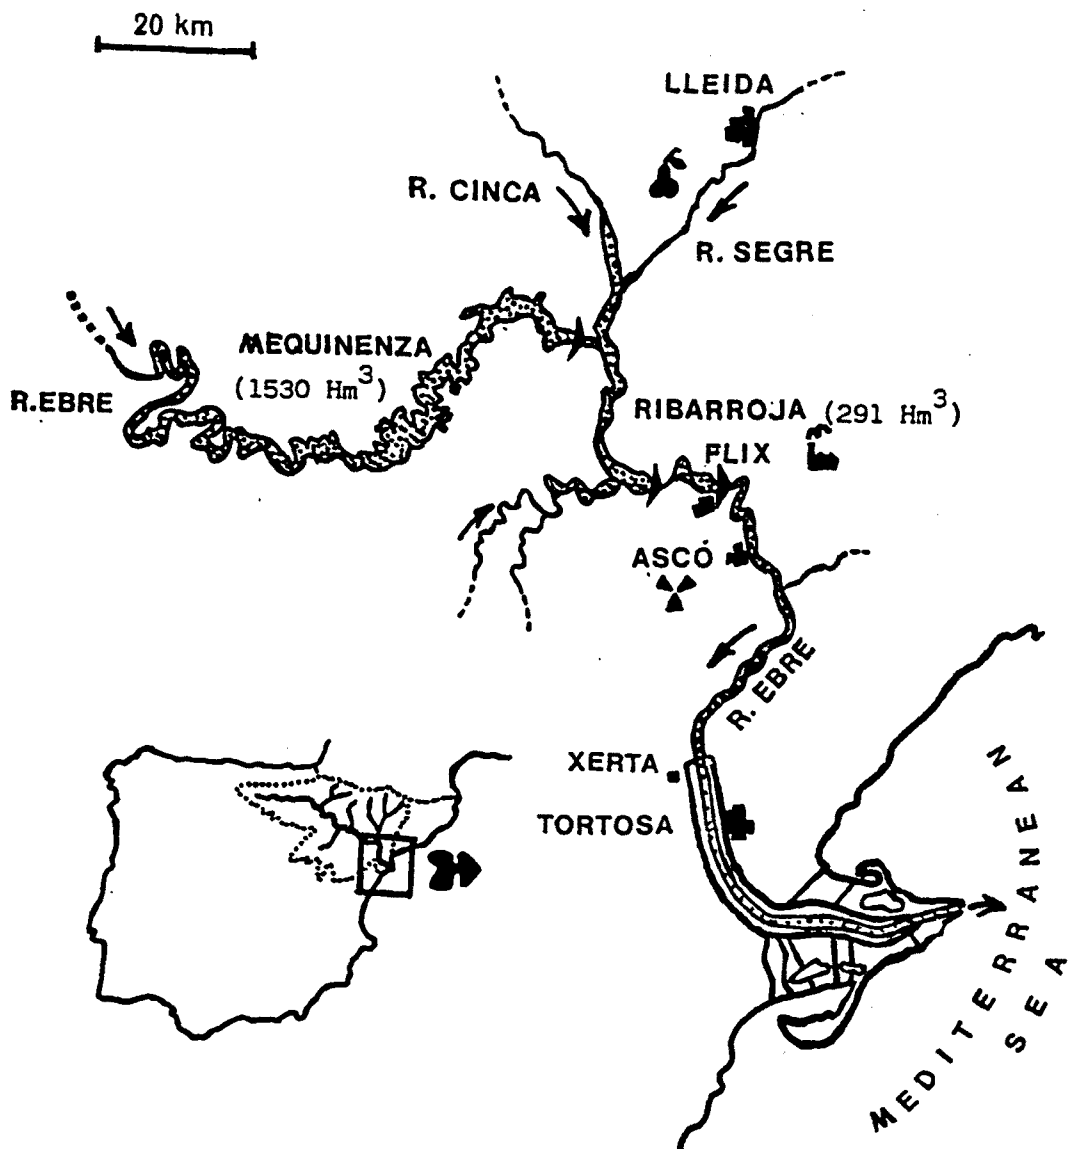 20 km
LLEIDA
R. CINCA
R. SEGRE
MEQUINENZA
(1530 Hm³)
R.EBRE
RIBARROJA (291 Hm³)
FLIX
ASCÓ
R. EBRE
XERTA
TORTOSA
MEDITERRANEAN
SEA